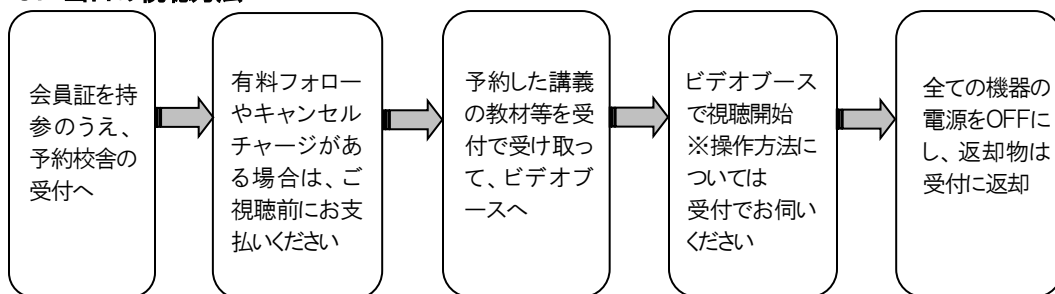 会員証を持
参のうえ、
予約校舎の
受付へ
有料フォロー
やキャンセル
チャージがあ
る場合は、ご
視聴前にお支
払いください
予約した講義
の教材等を受
付で受け取っ
て、ビデオブ
ースへ
ビデオブース
で視聴開始
※操作方法に
ついては
受付でお伺い
ください
全ての機器の
電源をOFFに
し、返却物は
受付に返却